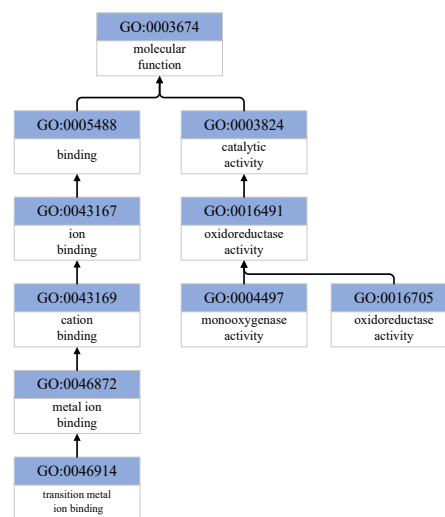 GO:0003674
molecular
function
GO:0005488
binding
GO:0003824
catalytic
activity
GO:0043167
ion
binding
GO:0016491
oxidoreductase
activity
GO:0043169
cation
binding
GO:0004497
monooxygenase
activity
GO:0016705
oxidoreductase
activity
GO:0046872
metal ion
binding
GO:0046914
transition metal
ion binding